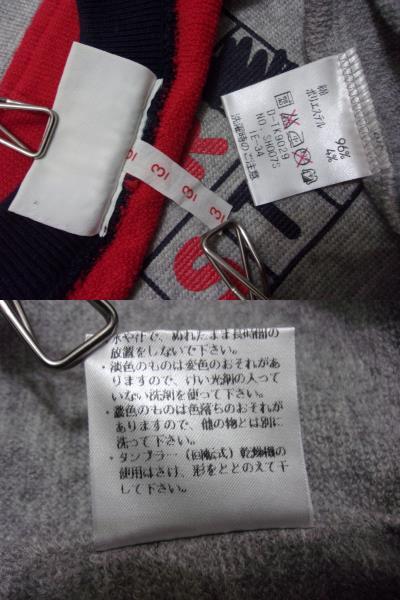 3 3 3 3
綿 96%
ポリエステル 4%
D-TK9029
NO. SH007S
1E-34
洗濯時のご注意
水や汗で、ぬれたまま長時間の
放置をしないで下さい。
・淡色のものは変色のおそれがあ
りますので、けい光剤の入って
いない洗剤を使って下さい。
・濃色のものは色落ちのおそれが
ありますので、他の物とは別に
洗って下さい。
・タンブラー（回転式）乾燥機の
使用はさけ、形をととのえて干
して下さい。